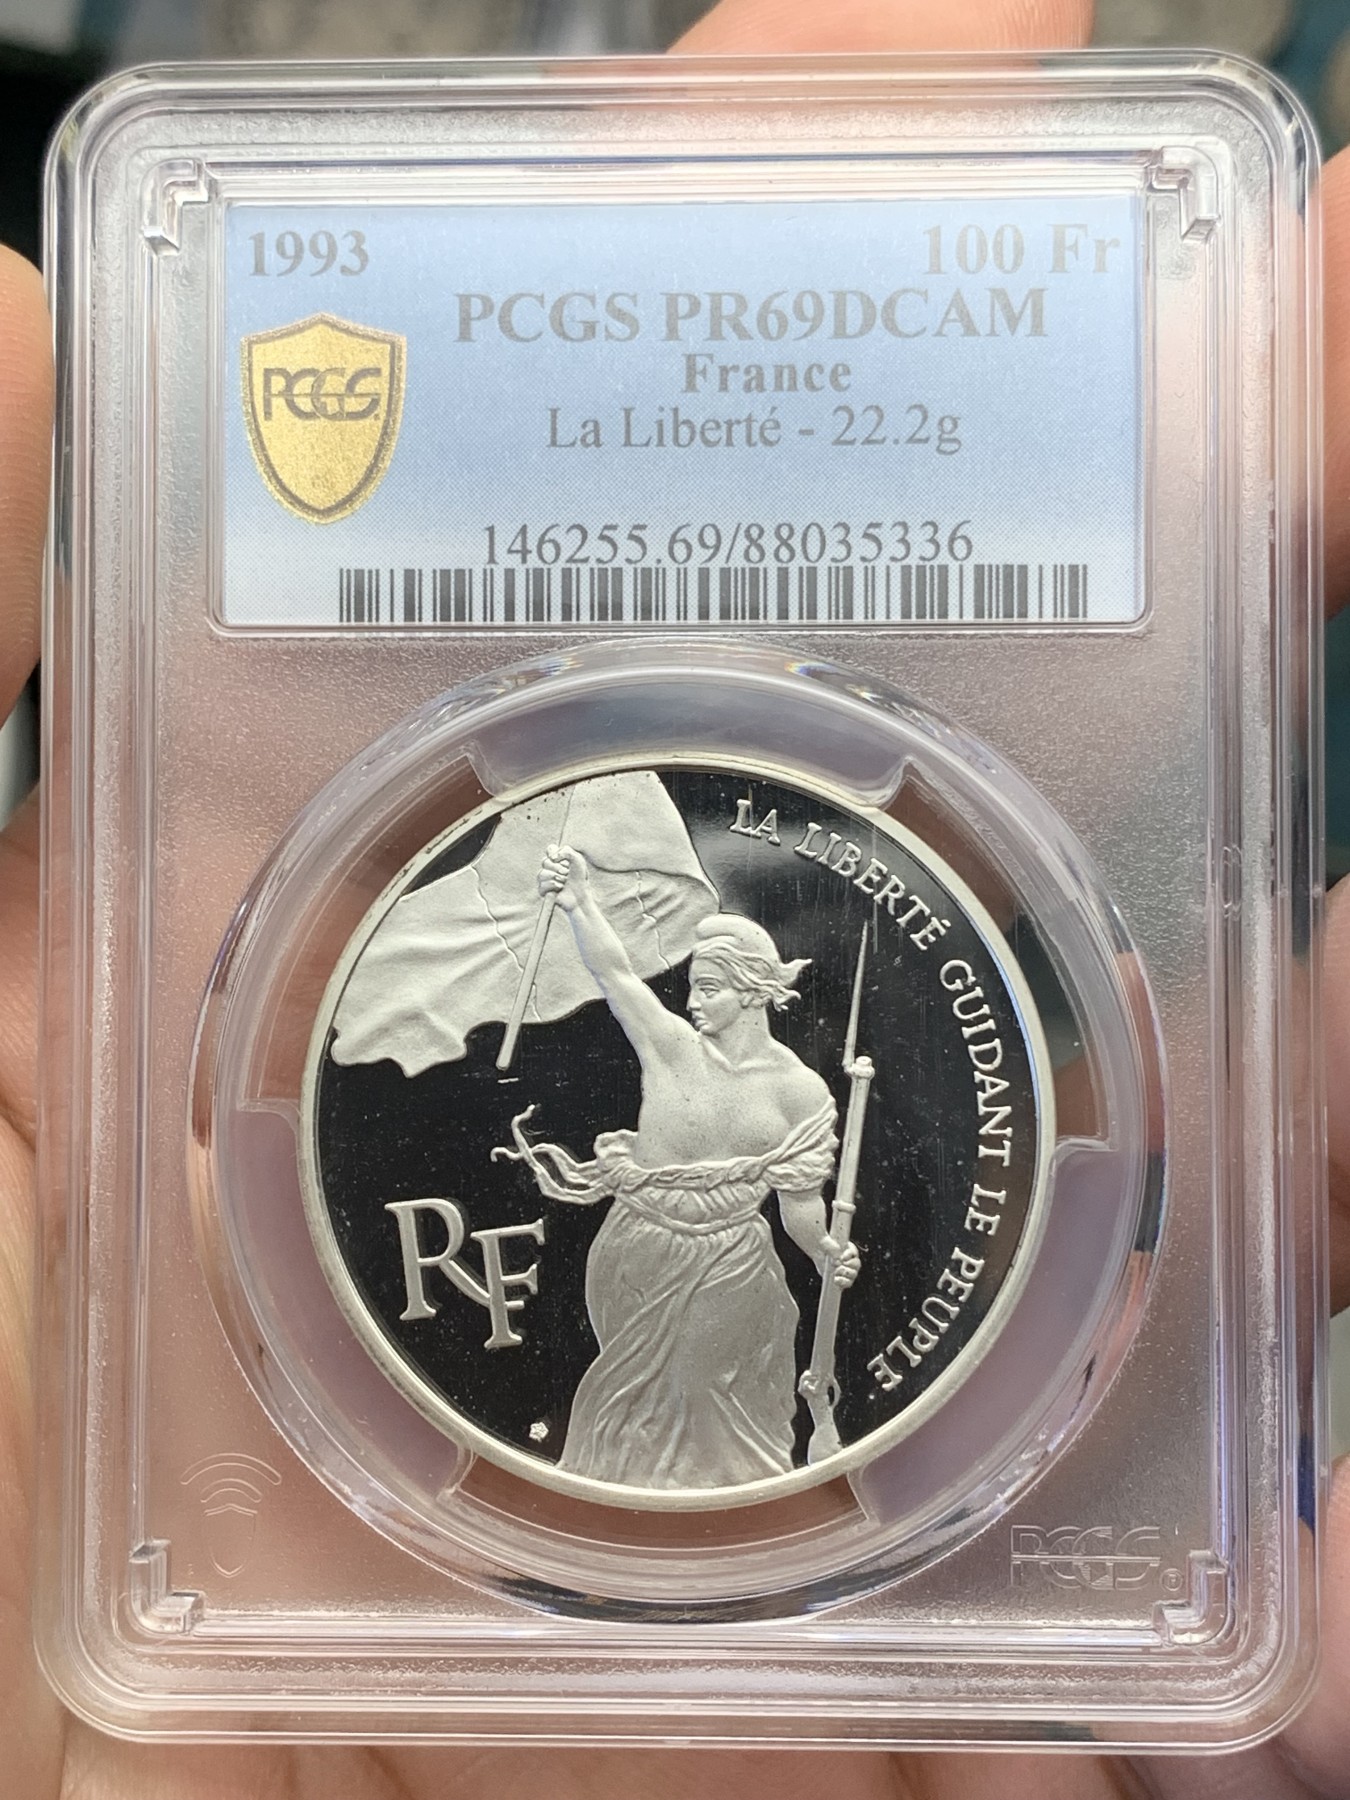 1993 100 Fr
PCGS PR69DCAM
France
PCGS
La Liberté - 22.2g
146255.69/88035336
LA LIBERTÉ GUIDANT LE PEUPLE
RF
PCGS